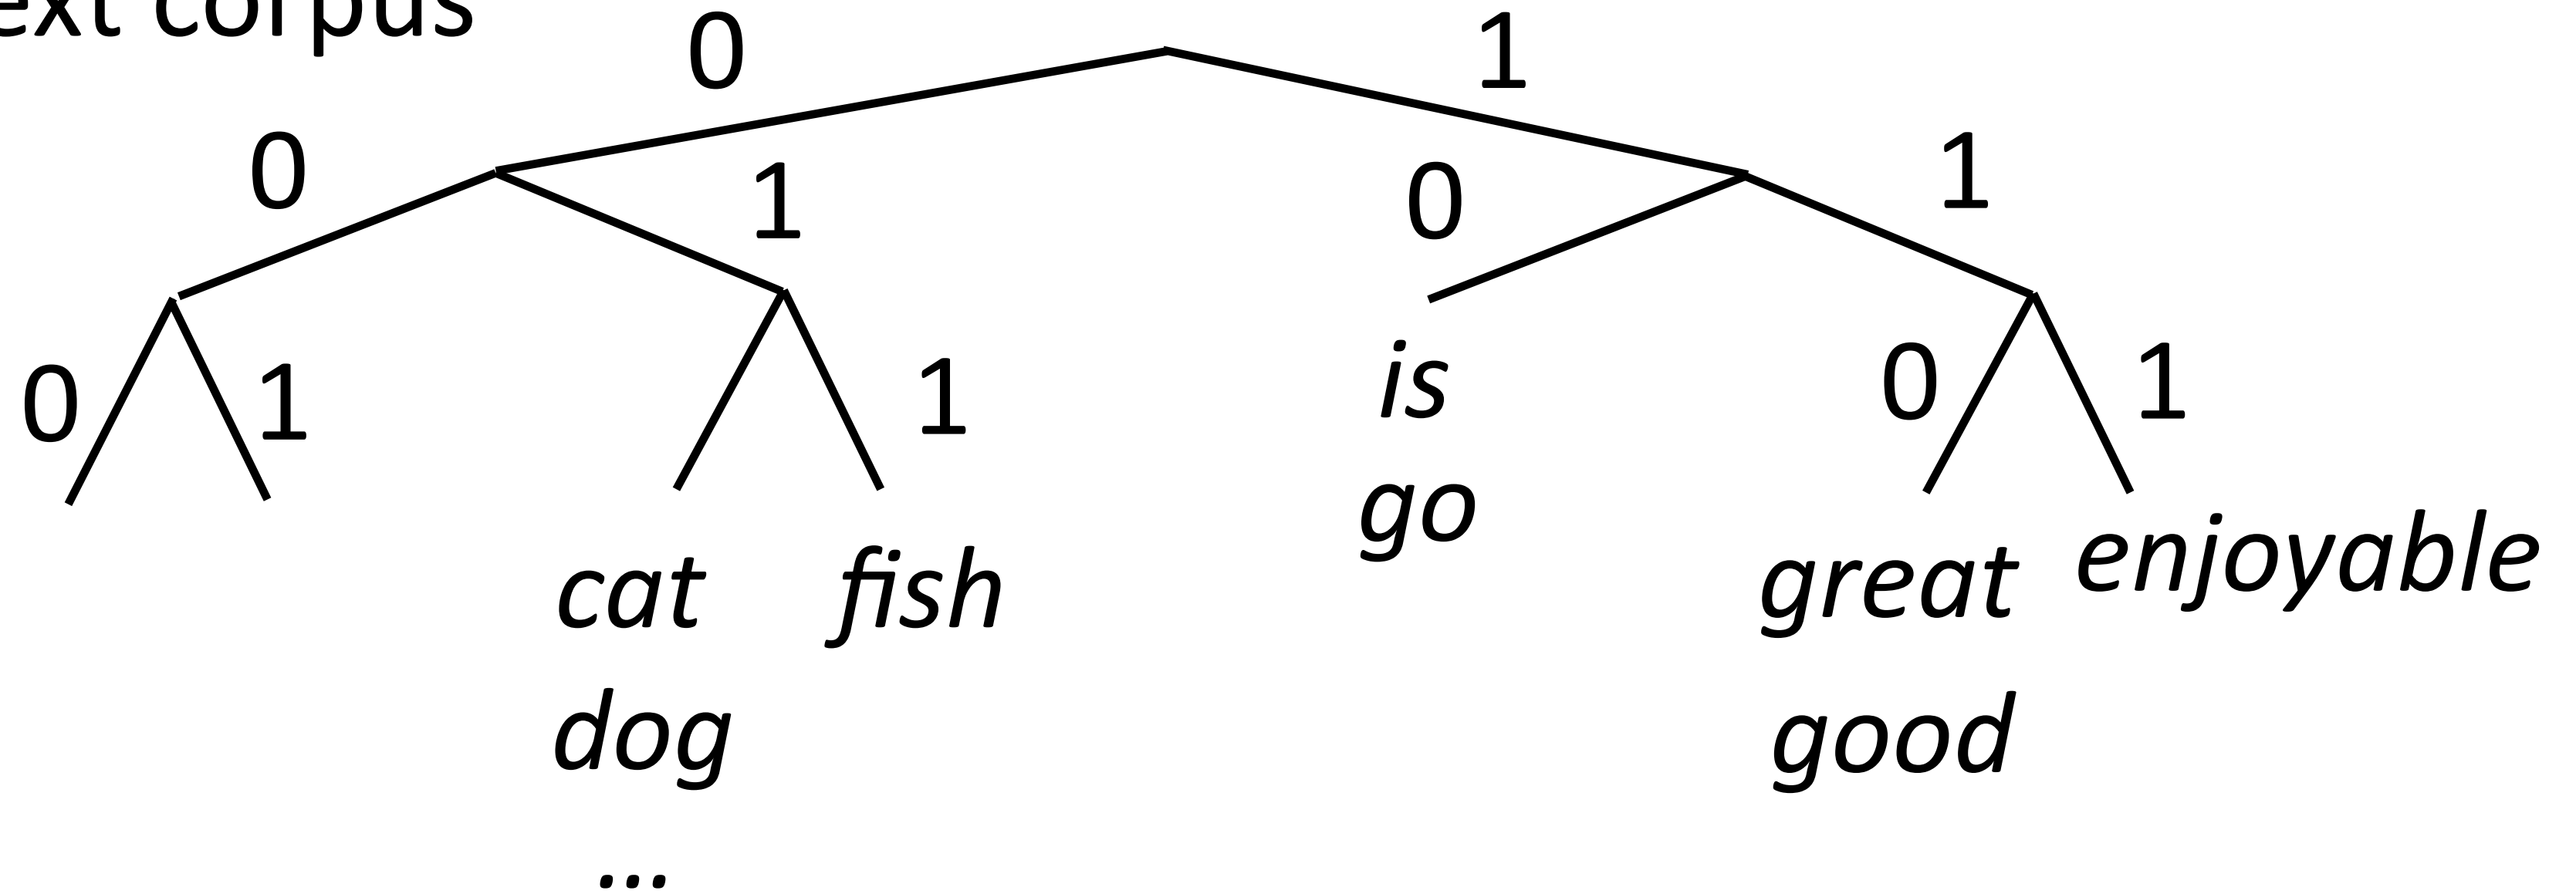 ext corpus
0 1
0 1 0 1
0 1 1 0 1
is
go
cat fish great enjoyable
dog good
...